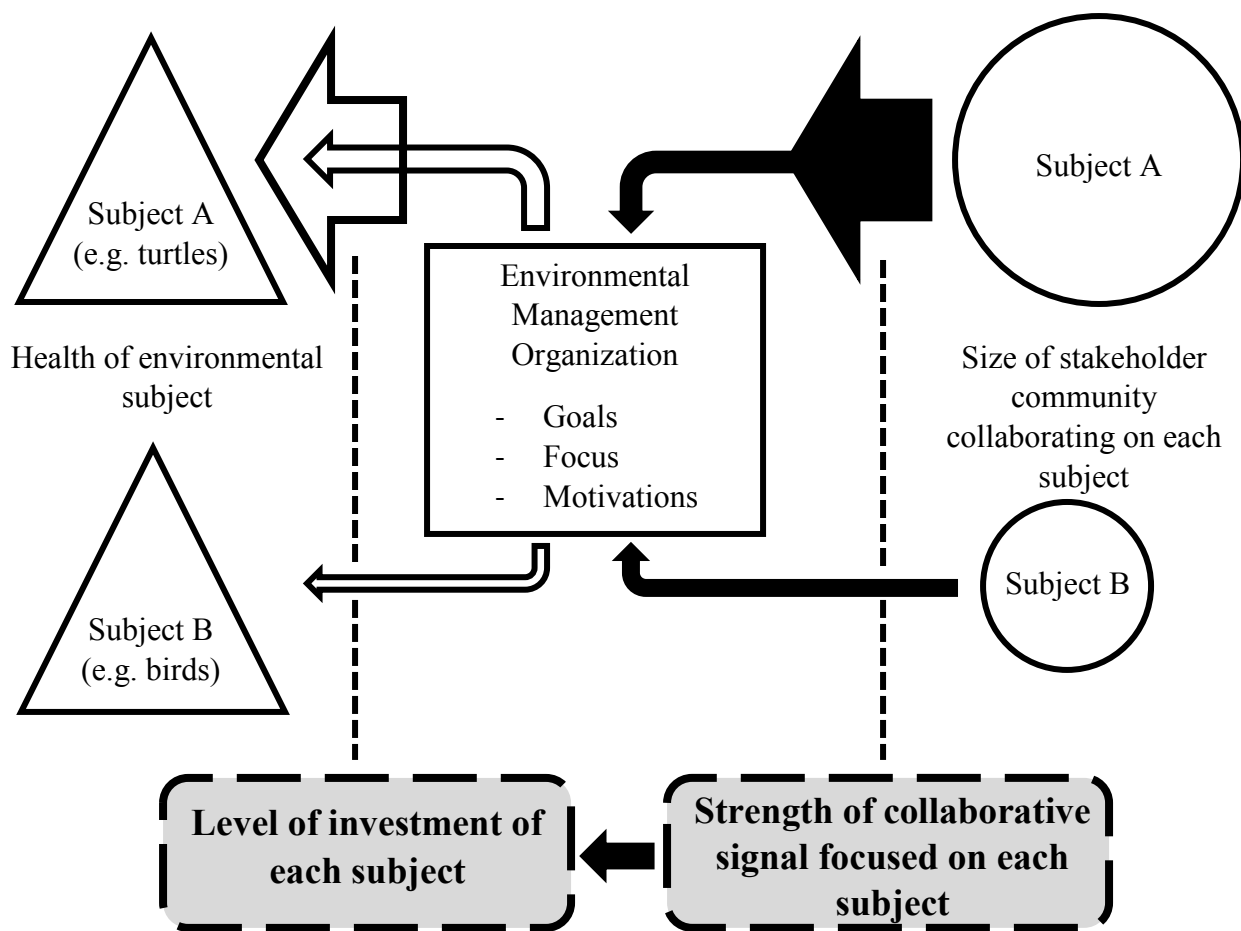 Subject A
(e.g. turtles)
Health of environmental
subject
Subject B
(e.g. birds)
Environmental
Management
Organization
- Goals
- Focus
- Motivations
Subject A
Size of stakeholder
community
collaborating on each
subject
Subject B
Level of investment of
each subject
Strength of collaborative
signal focused on each
subject